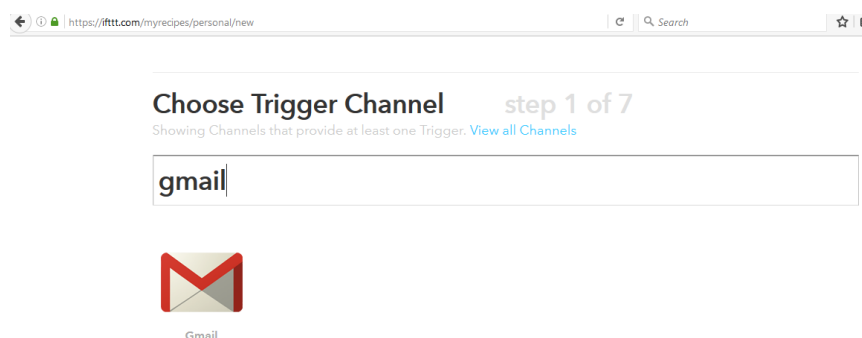 https://ifttt.com/myrecipes/personal/new
Search
Choose Trigger Channel step 1 of 7
Showing Channels that provide at least one Trigger. View all Channels
gmail
Gmail